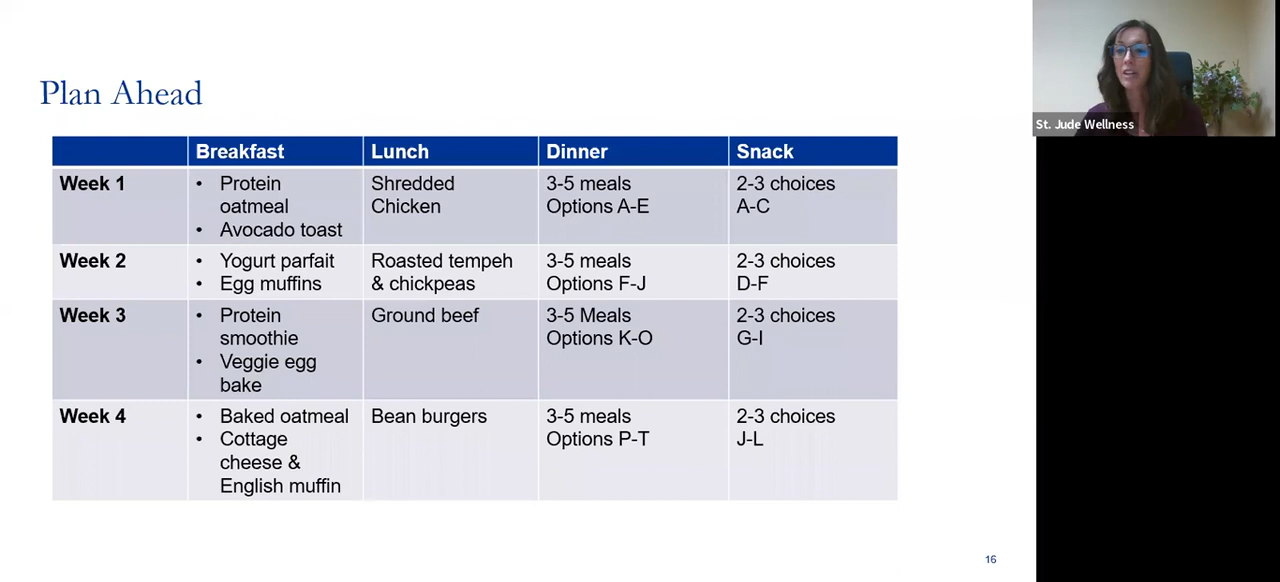 Plan Ahead
Breakfast Lunch Dinner Snack
Week 1
• Protein
oatmeal
• Avocado toast
Shredded
Chicken
3-5 meals
Options A-E
2-3 choices
A-C
Week 2
• Yogurt parfait
• Egg muffins
Roasted tempeh
& chickpeas
3-5 meals
Options F-J
2-3 choices
D-F
Week 3
• Protein
smoothie
• Veggie egg
bake
Ground beef
3-5 Meals
Options K-O
2-3 choices
G-I
Week 4
• Baked oatmeal
• Cottage
cheese &
English muffin
Bean burgers
3-5 meals
Options P-T
2-3 choices
J-L
16
St. Jude Wellness